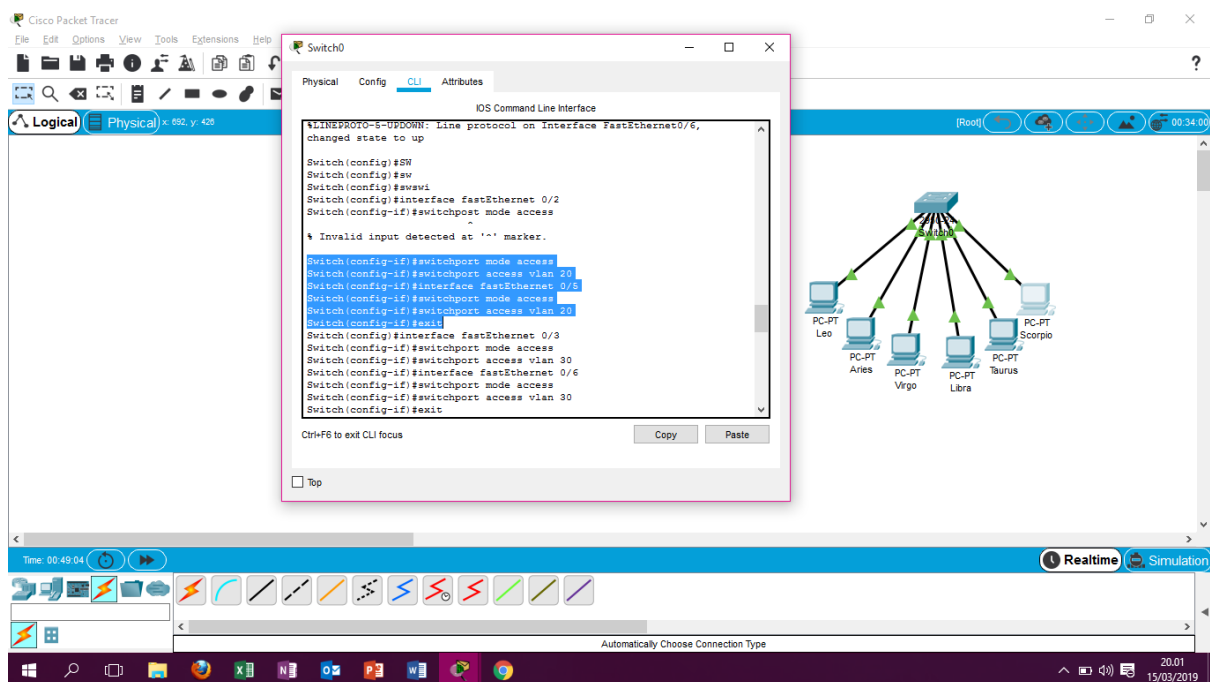 Cisco Packet Tracer
File Edit Options View Tools Extensions Help
?
Logical Physical x: 692, y: 426
[Root]
00:34:00
Switch0
Physical Config CLI Attributes
IOS Command Line Interface
%LINEPROTO-5-UPDOWN: Line protocol on Interface FastEthernet0/6,
changed state to up
Switch(config)#SW
Switch(config)#sw
Switch(config)#swswi
Switch(config)#interface fastEthernet 0/2
Switch(config-if)#switchpost mode access
^
% Invalid input detected at '^' marker.
Switch(config-if)#switchport mode access
Switch(config-if)#switchport access vlan 20
Switch(config-if)#interface fastEthernet 0/5
Switch(config-if)#switchport mode access
Switch(config-if)#switchport access vlan 20
Switch(config-if)#exit
Switch(config)#interface fastEthernet 0/3
Switch(config-if)#switchport mode access
Switch(config-if)#switchport access vlan 30
Switch(config-if)#interface fastEthernet 0/6
Switch(config-if)#switchport mode access
Switch(config-if)#switchport access vlan 30
Switch(config-if)#exit
Ctrl+F6 to exit CLI focus
Copy Paste
Top
Switch0
PC-PT
Leo
PC-PT
Aries
PC-PT
Virgo
PC-PT
Libra
PC-PT
Taurus
PC-PT
Scorpio
Time: 00:49:04
Realtime Simulation
Automatically Choose Connection Type
20.01
15/03/2019